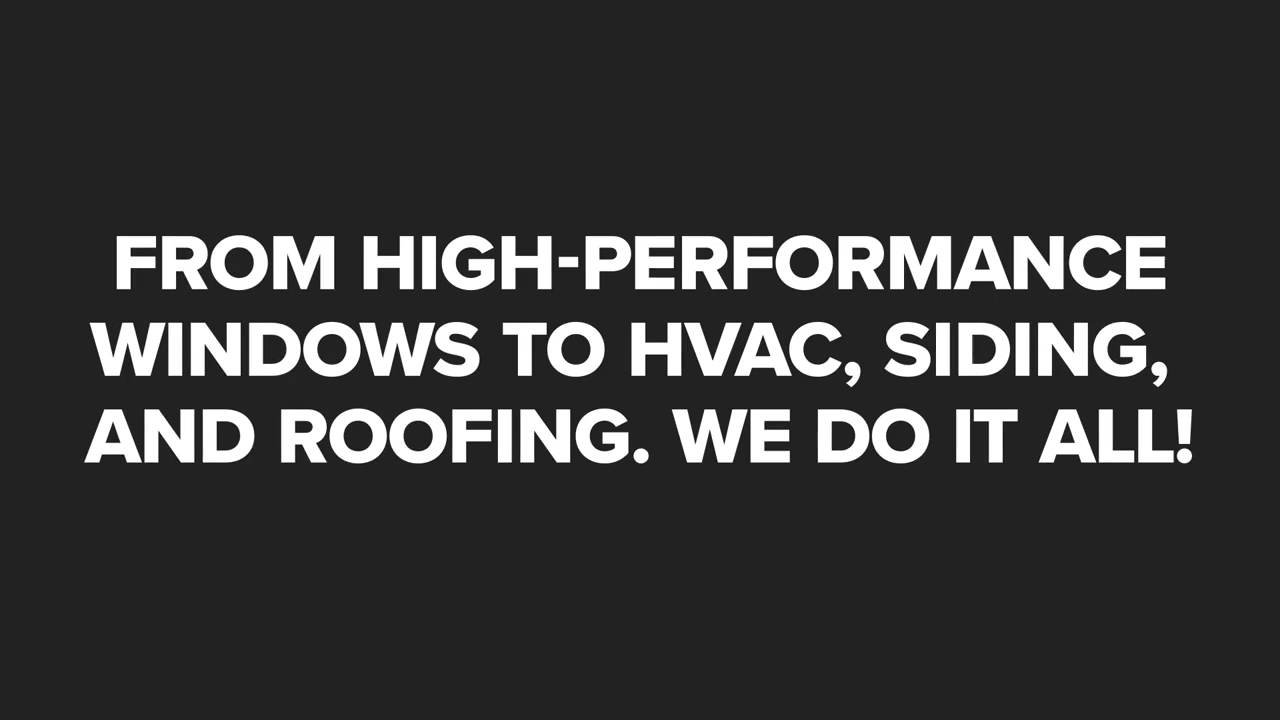 FROM HIGH-PERFORMANCE
WINDOWS TO HVAC, SIDING,
AND ROOFING. WE DO IT ALL!